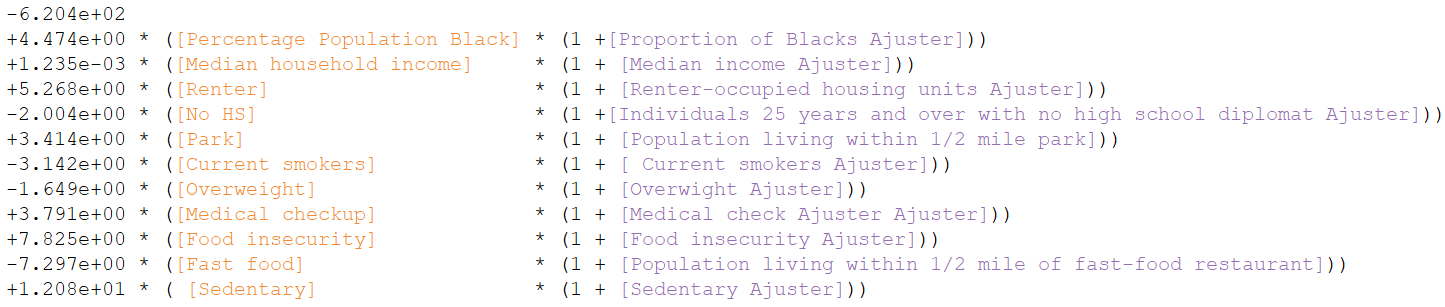 -6.204e+02
+4.474e+00 * ([Percentage Population Black] * (1 +[Proportion of Blacks Ajuster]))
+1.235e-03 * ([Median household income] * (1 + [Median income Ajuster]))
+5.268e+00 * ([Renter] * (1 + [Renter-occupied housing units Ajuster]))
-2.004e+00 * ([No HS] * (1 +[Individuals 25 years and over with no high school diplomat Ajuster]))
+3.414e+00 * ([Park] * (1 + [Population living within 1/2 mile park]))
-3.142e+00 * ([Current smokers] * (1 + [ Current smokers Ajuster]))
-1.649e+00 * ([Overweight] * (1 + [Overwight Ajuster]))
+3.791e+00 * ([Medical checkup] * (1 + [Medical check Ajuster Ajuster]))
+7.825e+00 * ([Food insecurity] * (1 + [Food insecurity Ajuster]))
-7.297e+00 * ([Fast food] * (1 + [Population living within 1/2 mile of fast-food restaurant]))
+1.208e+01 * ( [Sedentary] * (1 + [Sedentary Ajuster]))